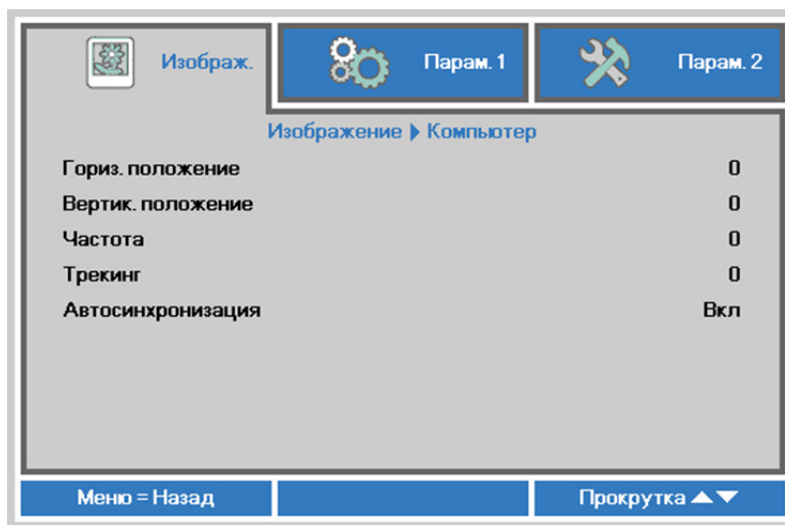 Изображ. Парам. 1 Парам. 2
Изображение ▶ Компьютер
Гориз. положение 0
Вертик. положение 0
Частота 0
Трекинг 0
Автосинхронизация Вкл
Меню = Назад Прокрутка ▲▼